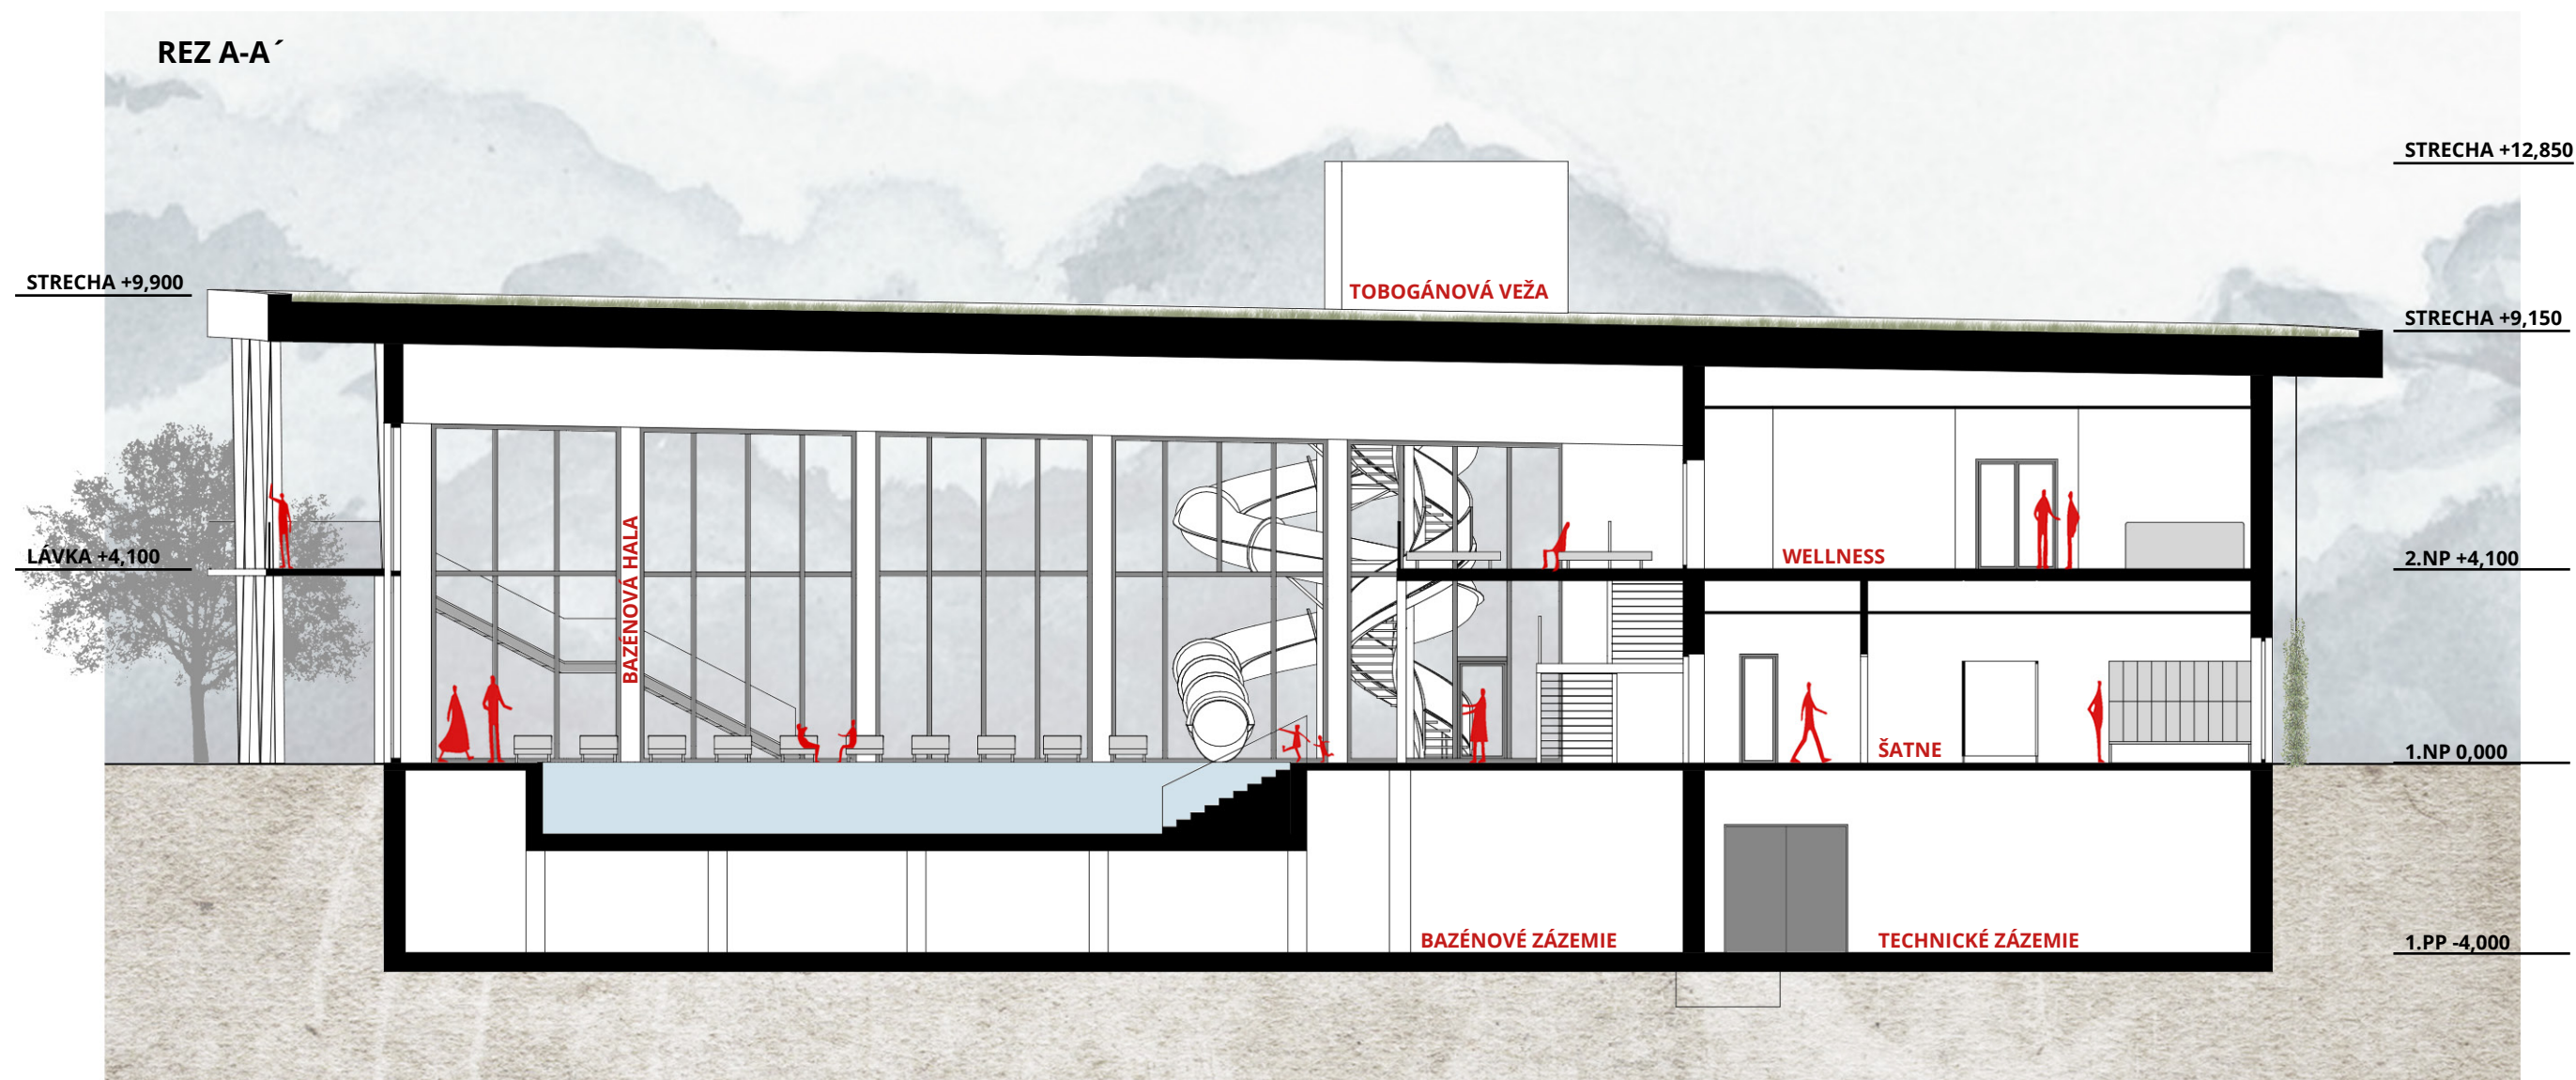 REZ A-A´
STRECHA +12,850
STRECHA +9,900
TOBOGÁNOVÁ VEŽA
STRECHA +9,150
BAZÉNOVÁ HALA
LÁVKA +4,100
WELLNESS
2.NP +4,100
ŠATNE
1.NP 0,000
BAZÉNOVÉ ZÁZEMIE
TECHNICKÉ ZÁZEMIE
1.PP -4,000